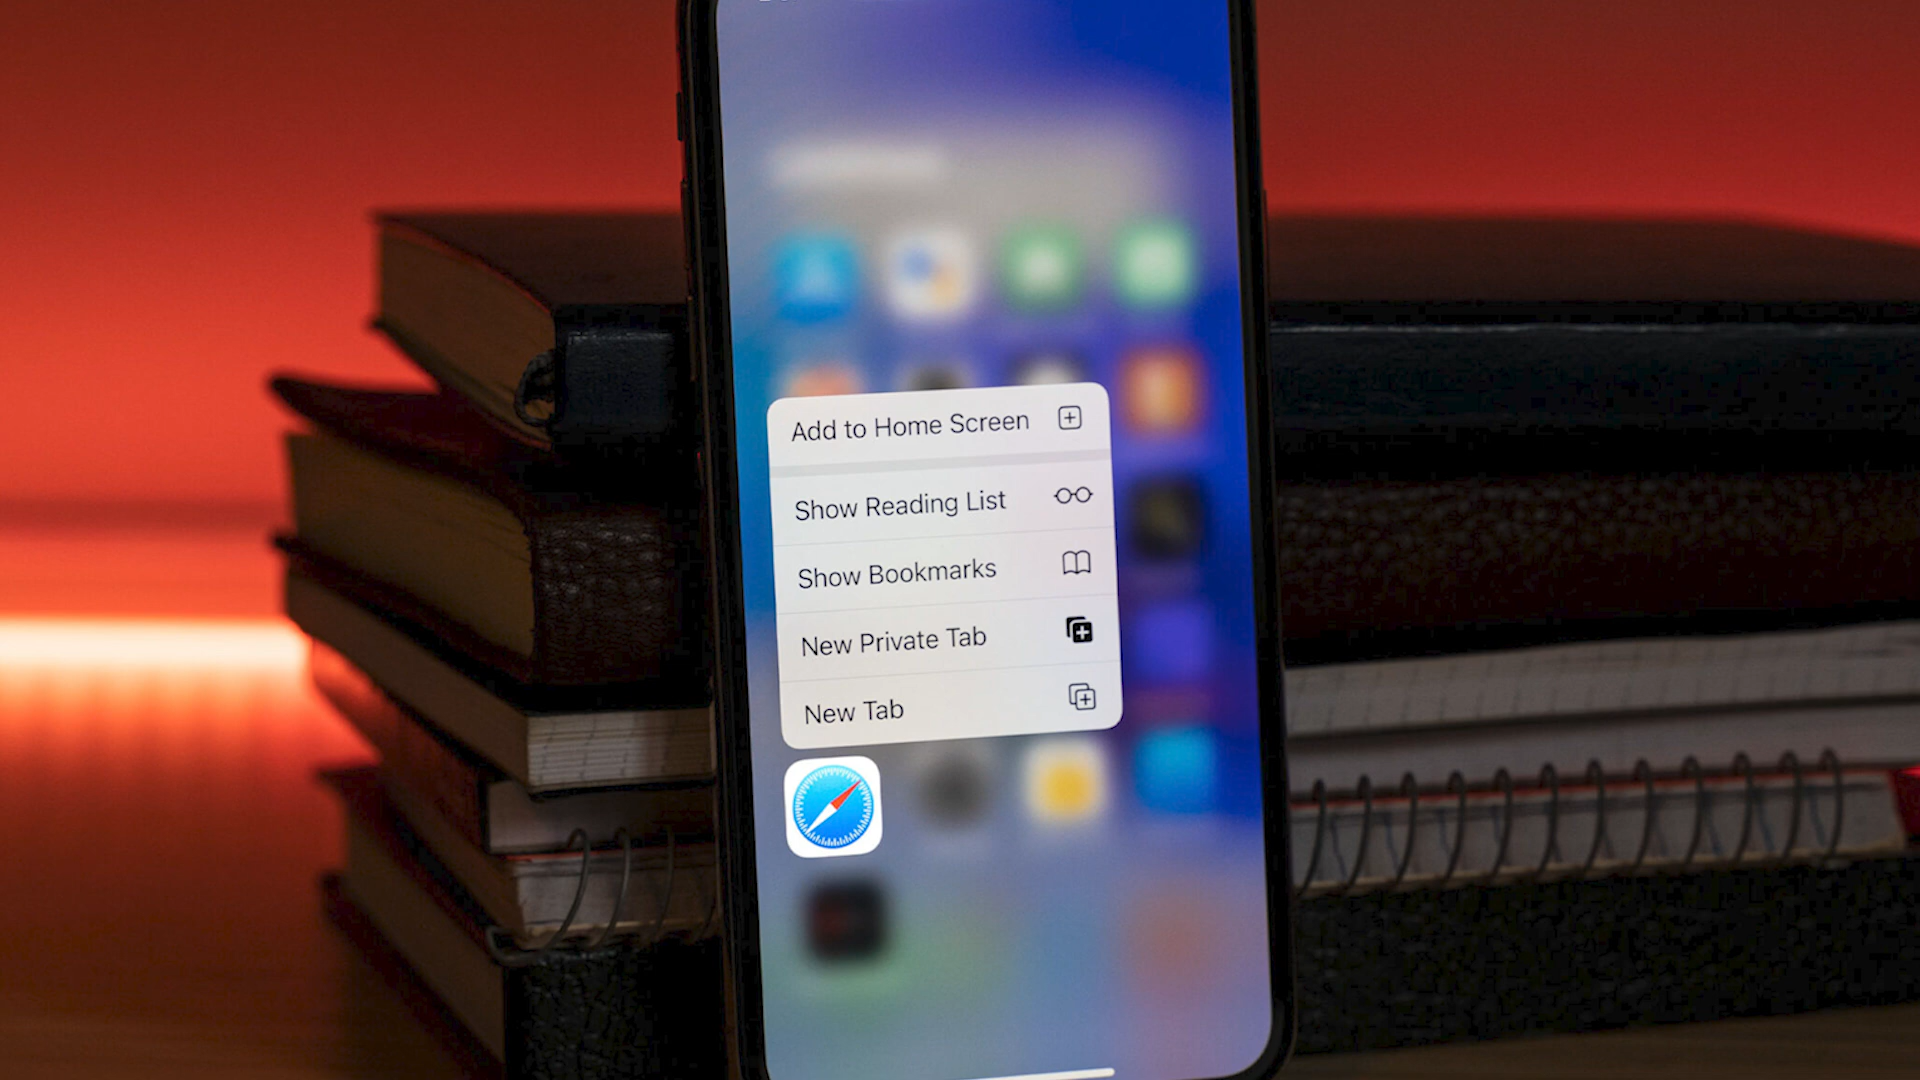 Add to Home Screen
Show Reading List
Show Bookmarks
New Private Tab
New Tab